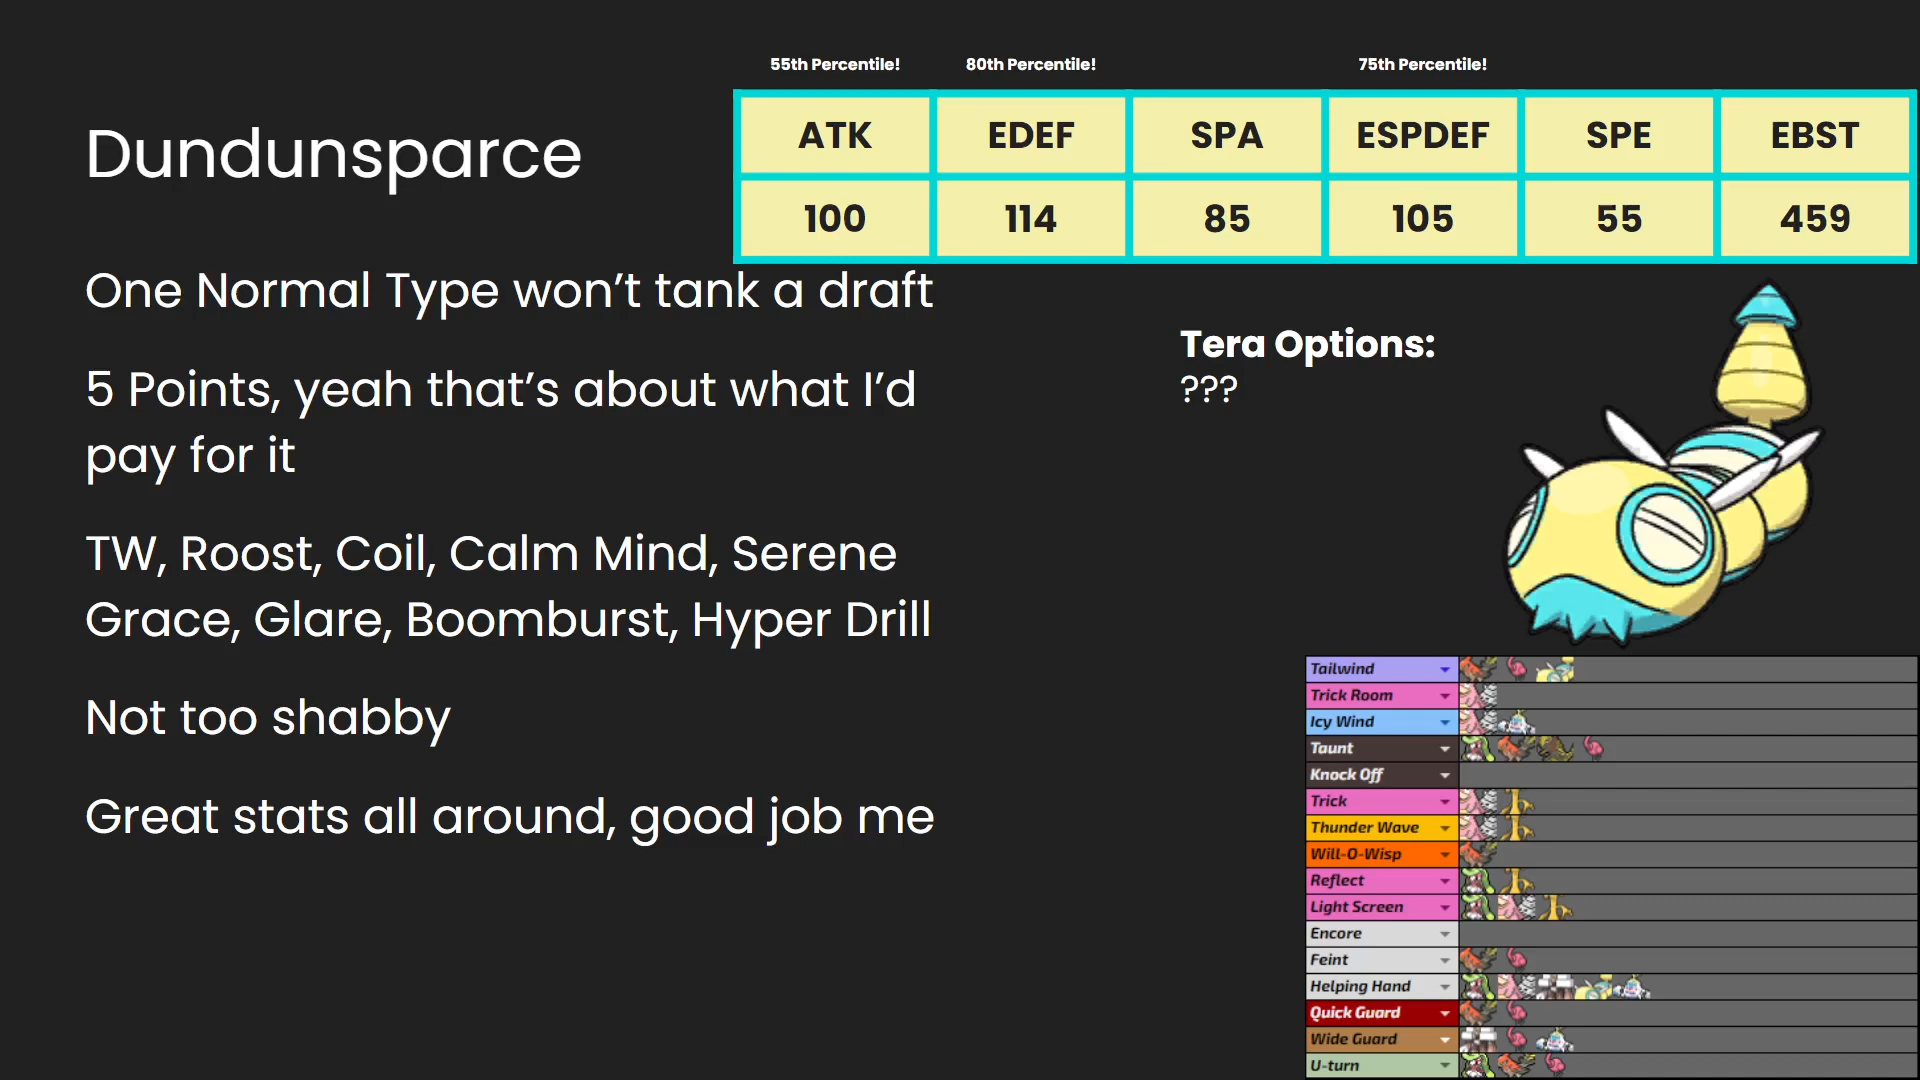 55th Percentile! 80th Percentile! 75th Percentile!
ATK EDEF SPA ESPDEF SPE EBST
100 114 85 105 55 459
Dundunsparce
One Normal Type won’t tank a draft
5 Points, yeah that’s about what I’d
pay for it
TW, Roost, Coil, Calm Mind, Serene
Grace, Glare, Boomburst, Hyper Drill
Not too shabby
Great stats all around, good job me
Tera Options:
???
Tailwind
Trick Room
Icy Wind
Taunt
Knock Off
Trick
Thunder Wave
Will-O-Wisp
Reflect
Light Screen
Encore
Feint
Helping Hand
Quick Guard
Wide Guard
U-turn